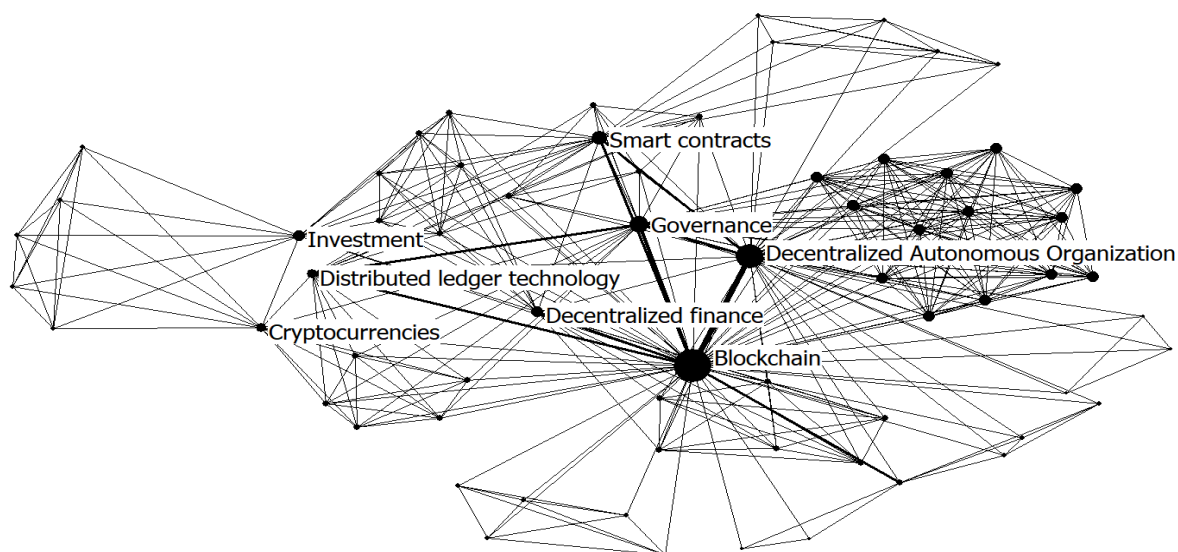 Smart contracts
Governance
Investment
Decentralized Autonomous Organization
Distributed ledger technology
Decentralized finance
Cryptocurrencies
Blockchain